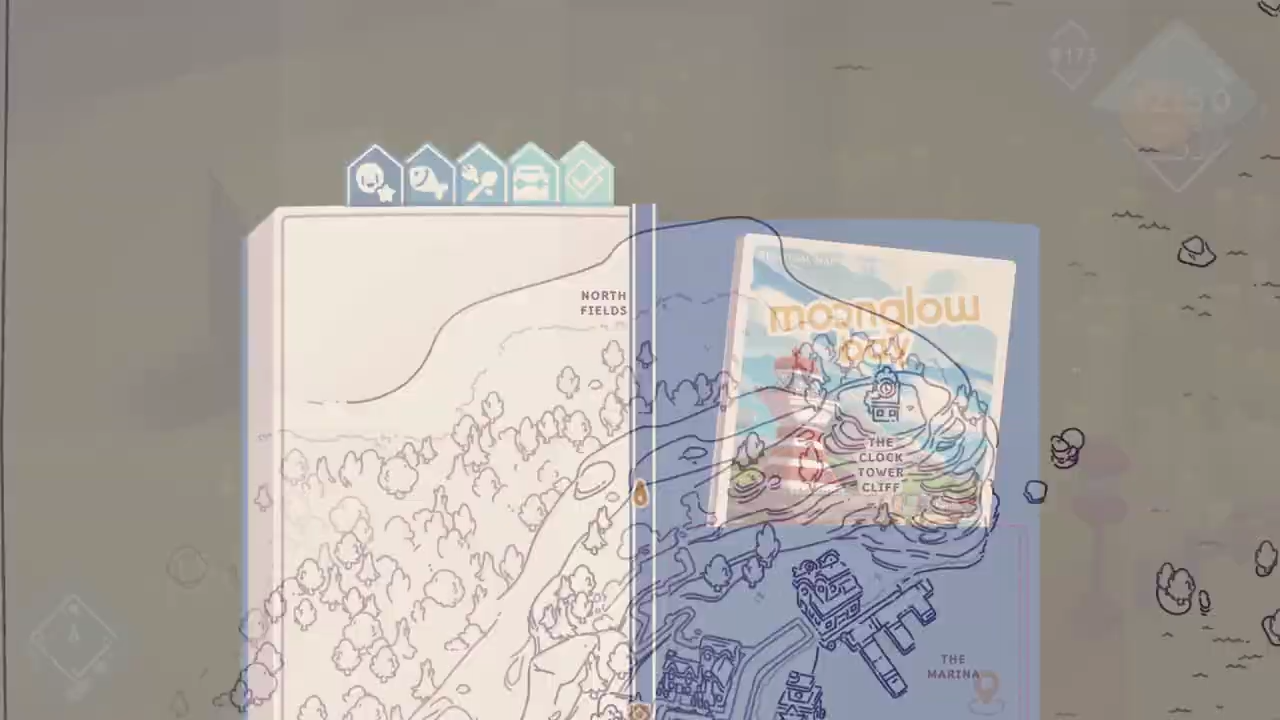 NORTH
FIELDS
moonglow
bay
THE
CLOCK
TOWER
CLIFF
THE
MARINA